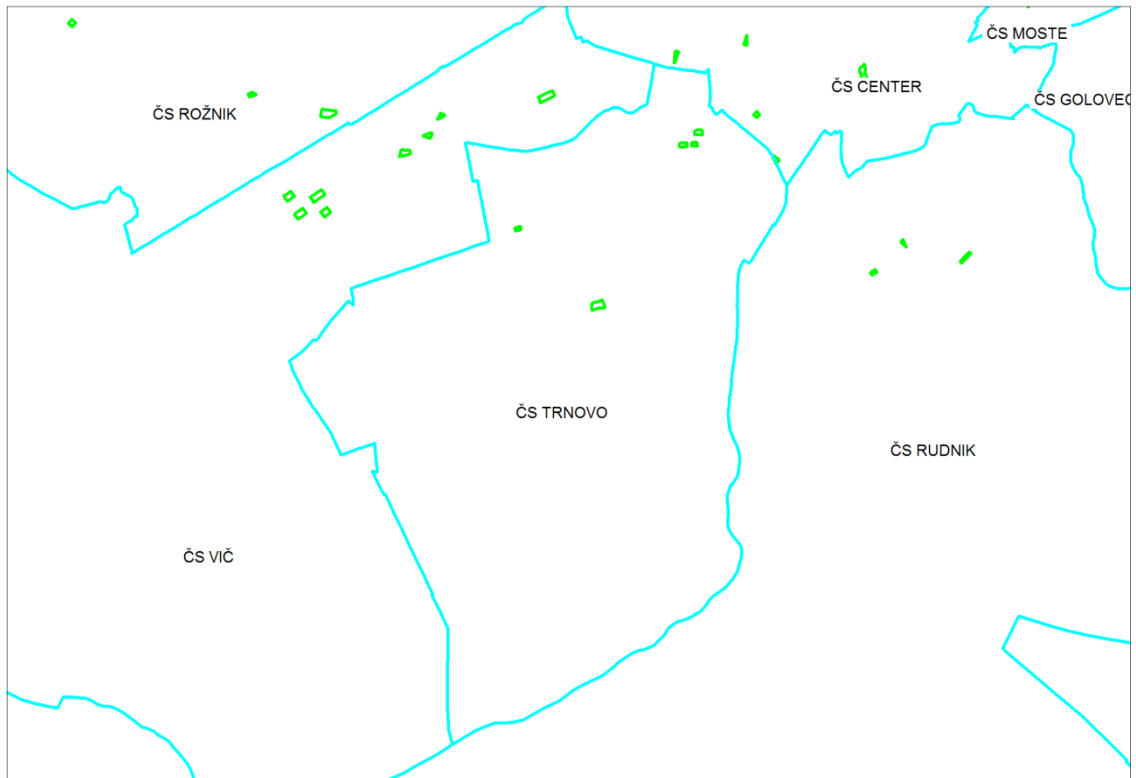 ČS MOSTE
ČS CENTER
ČS GOLOVEC
ČS ROŽNIK
ČS TRNOVO
ČS RUDNIK
ČS VIČ